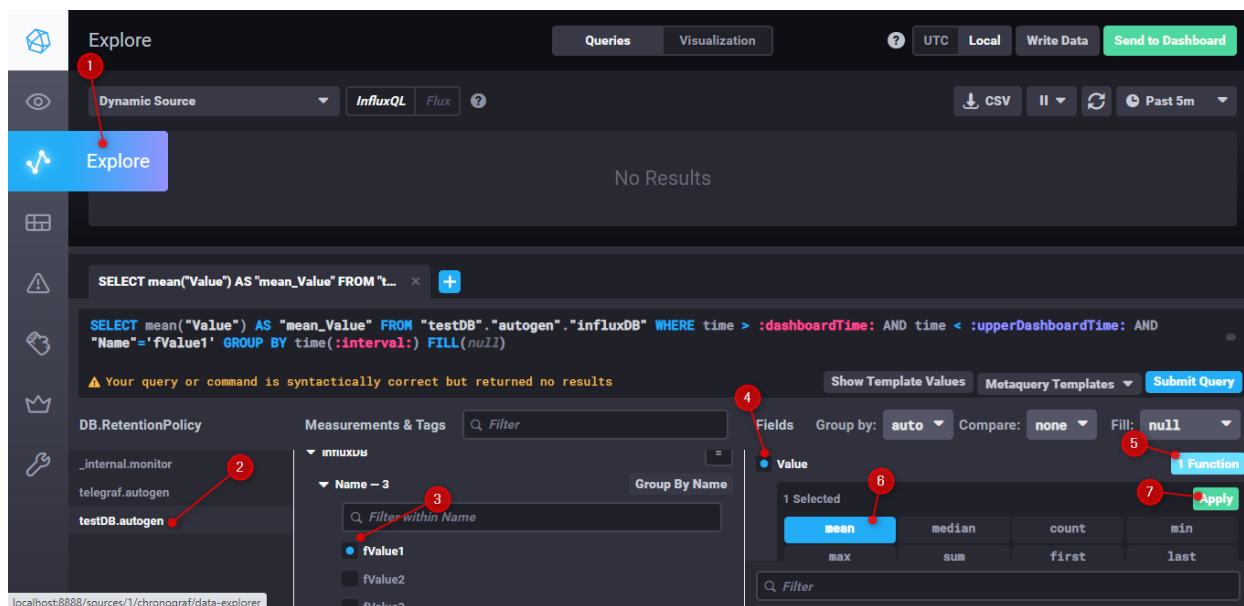 Explore
Queries
Visualization
?
UTC
Local
Write Data
Send to Dashboard
1
Dynamic Source
InfluxQL
Flux
?
CSV
Past 5m
Explore
No Results
SELECT mean("Value") AS "mean_Value" FROM "t...
SELECT mean("Value") AS "mean_Value" FROM "testDB"."autogen"."influxDB" WHERE time > :dashboardTime: AND time < :upperDashboardTime: AND
"Name"='fValue1' GROUP BY time(:interval:) FILL(null)
Your query or command is syntactically correct but returned no results
Show Template Values
Metaquery Templates
Submit Query
4
DB.RetentionPolicy
Measurements & Tags
Filter
Fields
Group by:
auto
Compare:
none
Fill:
null
5
_internal.monitor
2
influxDB
Value
1 Function
telegraf.autogen
Name — 3
Group By Name
6
1 Selected
7
Apply
testDB.autogen
3
Filter within Name
mean
median
count
min
fValue1
max
sum
first
last
fValue2
Filter
fValue3
localhost:8888/sources/1/chronograf/data-explorer